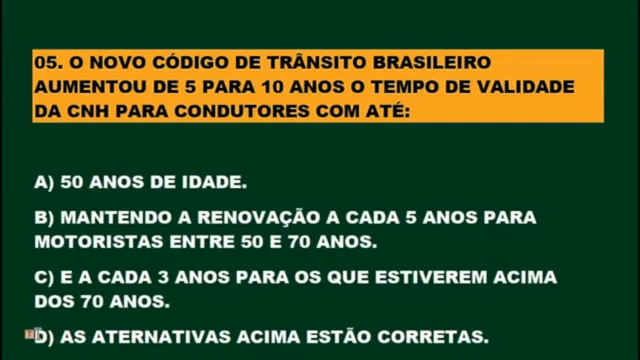 05. O NOVO CÓDIGO DE TRÂNSITO BRASILEIRO
AUMENTOU DE 5 PARA 10 ANOS O TEMPO DE VALIDADE
DA CNH PARA CONDUTORES COM ATÉ:
A) 50 ANOS DE IDADE.
B) MANTENDO A RENOVAÇÃO A CADA 5 ANOS PARA
MOTORISTAS ENTRE 50 E 70 ANOS.
C) E A CADA 3 ANOS PARA OS QUE ESTIVEREM ACIMA
DOS 70 ANOS.
D) AS ATERNATIVAS ACIMA ESTÃO CORRETAS.